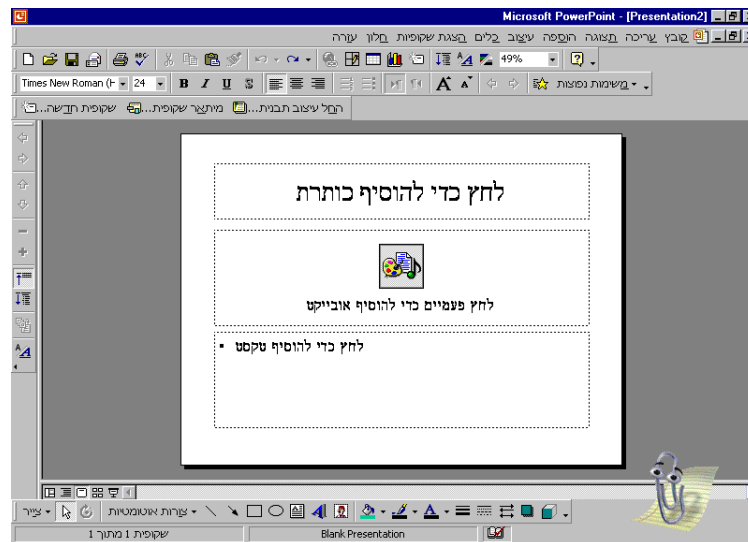 Microsoft PowerPoint - [Presentation2]
קובץ עריכה תצוגה הוספה עיצוב כלים הצגת שקופיות חלון עזרה
49%
Times New Roman (H 24 B I U S A A משימות נפוצות
החל עיצוב תבנית... מיתאר שקופית... שקופית חדשה...
לחץ כדי להוסיף כותרת
לחץ פעמיים כדי להוסיף אובייקט
▪ לחץ כדי להוסיף טקסט
צייר צורות אוטומטיות A
שקופית 1 מתוך 1 Blank Presentation